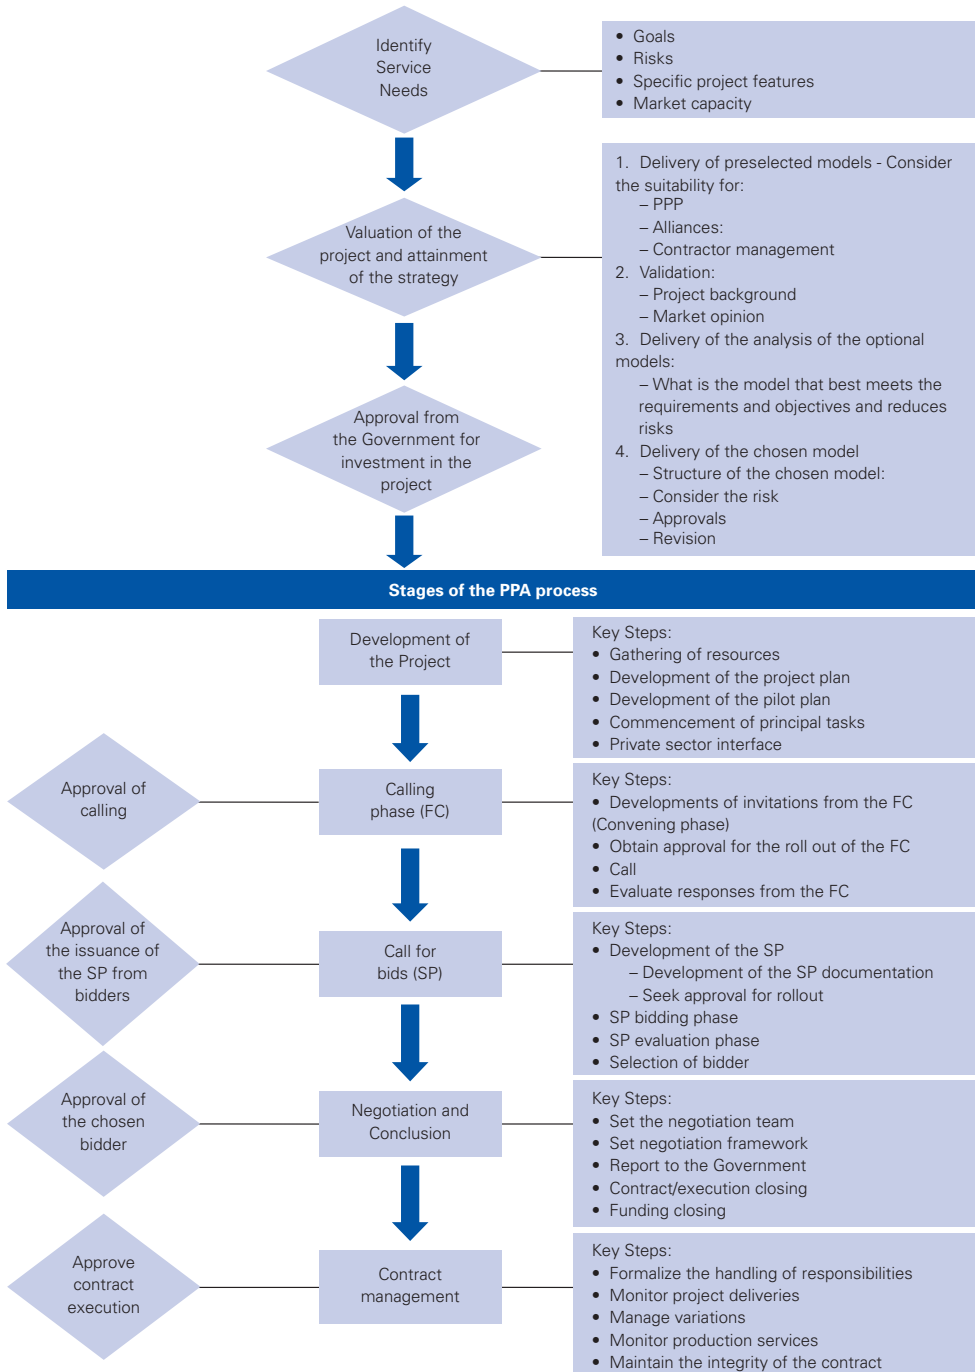 Identify
Service
Needs
• Goals
• Risks
• Specific project features
• Market capacity
Valuation of the
project and attainment
of the strategy
1. Delivery of preselected models - Consider
the suitability for:
– PPP
– Alliances:
– Contractor management
2. Validation:
– Project background
– Market opinion
3. Delivery of the analysis of the optional
models:
– What is the model that best meets the
requirements and objectives and reduces
risks
4. Delivery of the chosen model
– Structure of the chosen model:
– Consider the risk
– Approvals
– Revision
Approval from
the Government for
investment in the
project
Stages of the PPA process
Development of
the Project
Key Steps:
• Gathering of resources
• Development of the project plan
• Development of the pilot plan
• Commencement of principal tasks
• Private sector interface
Approval of
calling
Calling
phase (FC)
Key Steps:
• Developments of invitations from the FC
(Convening phase)
• Obtain approval for the roll out of the FC
• Call
• Evaluate responses from the FC
Approval of
the issuance of
the SP from
bidders
Call for
bids (SP)
Key Steps:
• Development of the SP
– Development of the SP documentation
– Seek approval for rollout
• SP bidding phase
• SP evaluation phase
• Selection of bidder
Approval of
the chosen
bidder
Negotiation and
Conclusion
Key Steps:
• Set the negotiation team
• Set negotiation framework
• Report to the Government
• Contract/execution closing
• Funding closing
Approve
contract
execution
Contract
management
Key Steps:
• Formalize the handling of responsibilities
• Monitor project deliveries
• Manage variations
• Monitor production services
• Maintain the integrity of the contract